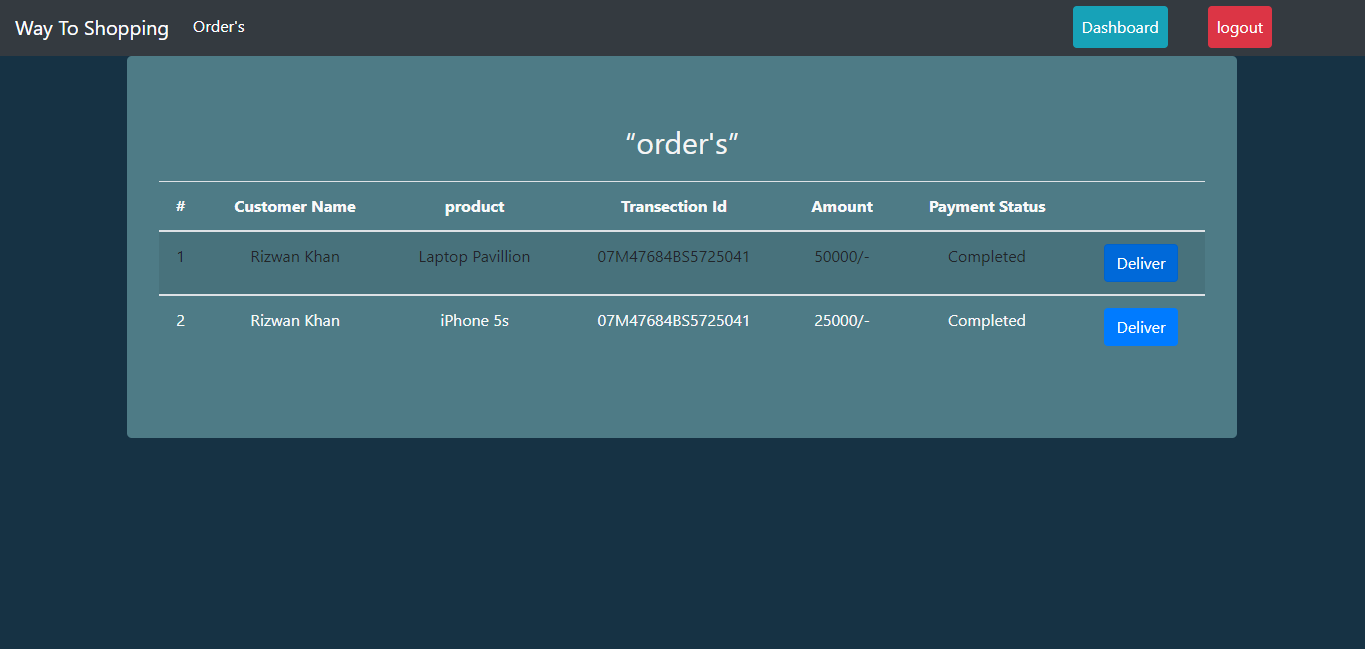 Way To Shopping Order's Dashboard logout
“order's”
# Customer Name product Transection Id Amount Payment Status
1 Rizwan Khan Laptop Pavillion 07M47684BS5725041 50000/- Completed Deliver
2 Rizwan Khan iPhone 5s 07M47684BS5725041 25000/- Completed Deliver